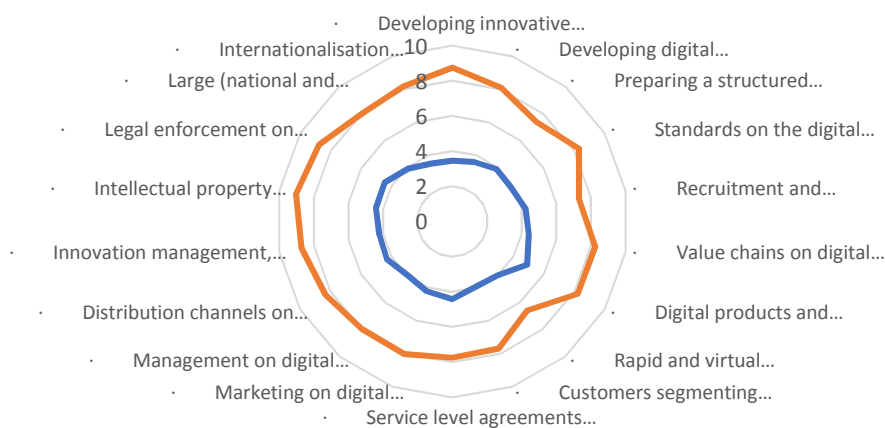 · Developing innovative…
· Developing digital…
· Preparing a structured…
· Standards on the digital…
· Recruitment and…
· Value chains on digital…
· Digital products and…
· Rapid and virtual…
· Customers segmenting…
· Service level agreements…
· Marketing on digital…
· Management on digital…
· Distribution channels on…
· Innovation management,…
· Intellectual property…
· Legal enforcement on…
· Large (national and…
· Internationalisation…
10
8
6
4
2
0